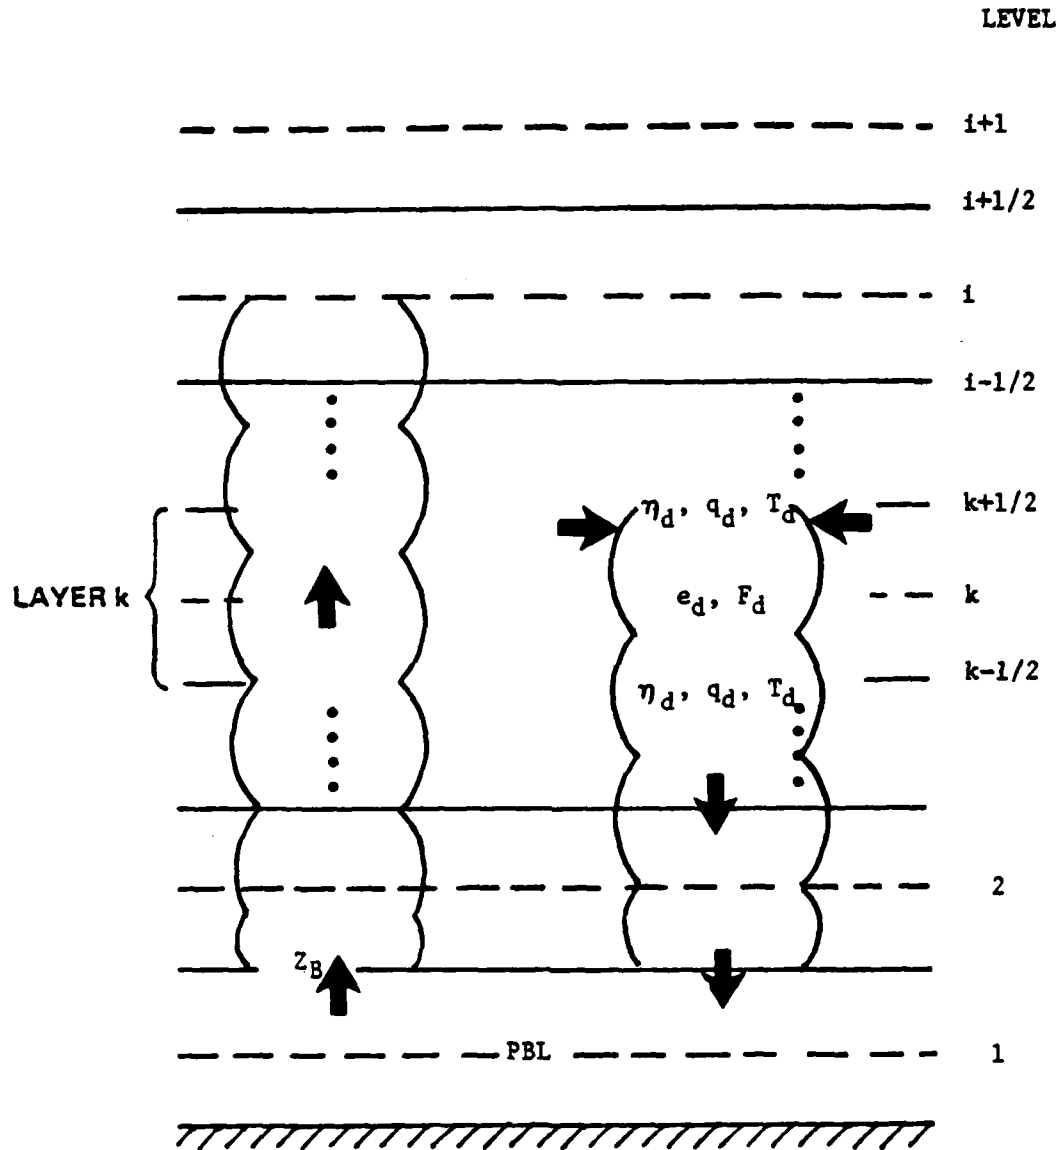 LEVEL
i+1
i+1/2
i
i-1/2
η_d, q_d, T_d
k+1/2
LAYER k
e_d, F_d
k
η_d, q_d, T_d
k-1/2
2
Z_B
PBL
1